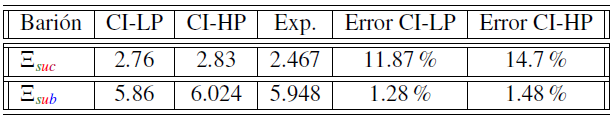 Barión CI-LP CI-HP Exp. Error CI-LP Error CI-HP
Ξsuc 2.76 2.83 2.467 11.87 % 14.7 %
Ξsub 5.86 6.024 5.948 1.28 % 1.48 %